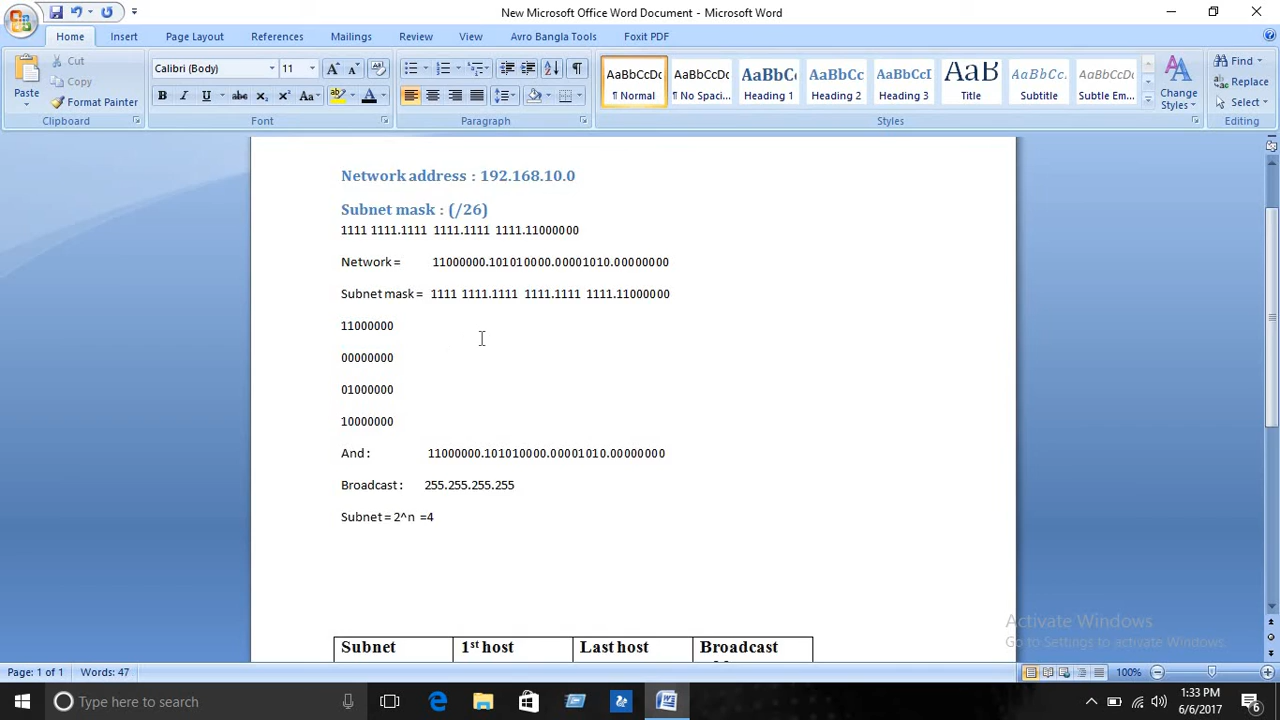 New Microsoft Office Word Document - Microsoft Word
Home Insert Page Layout References Mailings Review View Avro Bangla Tools Foxit PDF
Paste
Cut
Copy
Format Painter
Clipboard
Calibri (Body) 11
Font
Paragraph
AaBbCcDc AaBbCcDc AaBbC AaBbCc AaBbCcI AaB AaBbCc. AaBbCcDc
¶ Normal ¶ No Spaci... Heading 1 Heading 2 Heading 3 Title Subtitle Subtle Em...
Change Styles
Styles
Find
Replace
Select
Editing
Network address : 192.168.10.0
Subnet mask : (/26)
1111 1111.1111 1111.1111 1111.11000000
Network = 11000000.101010000.00001010.00000000
Subnet mask = 1111 1111.1111 1111.1111 1111.11000000
11000000
00000000
01000000
10000000
And : 11000000.101010000.00001010.00000000
Broadcast : 255.255.255.255
Subnet = 2^n =4
Subnet 1st host Last host Broadcast
Activate Windows
Go to Settings to activate Windows.
Page: 1 of 1 Words: 47 100%
Type here to search
1:33 PM
6/6/2017
6